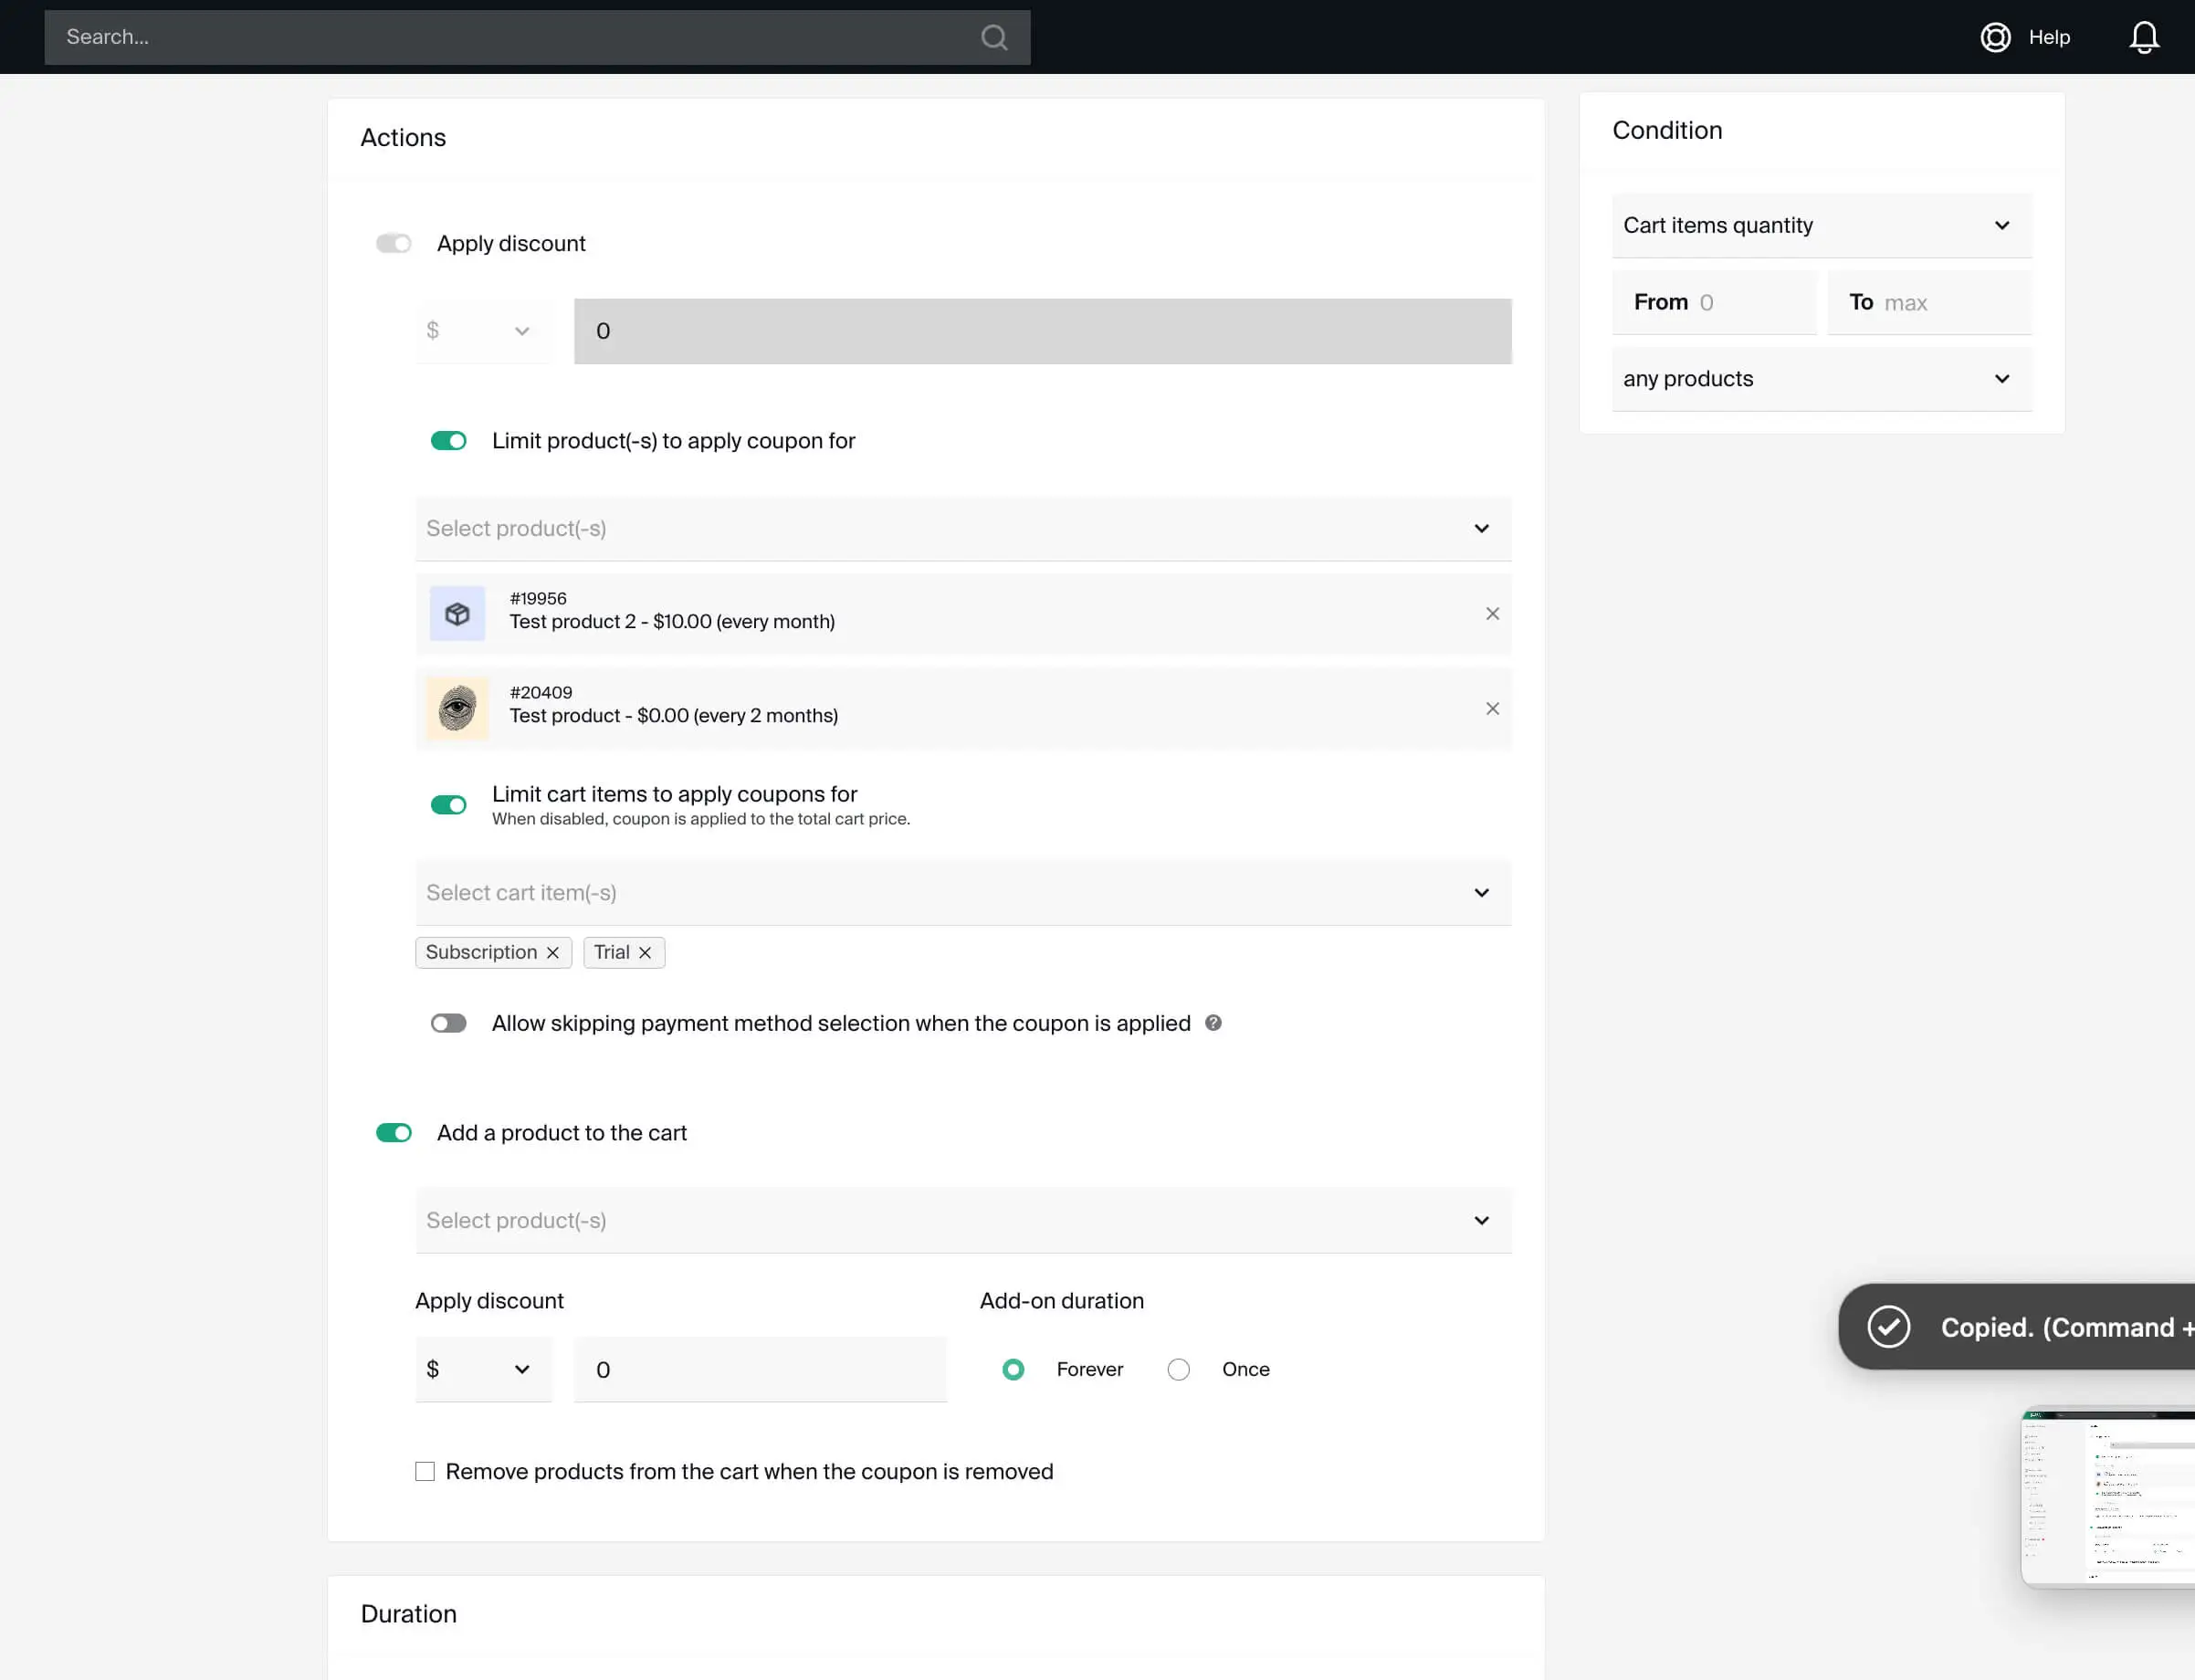 Search...
Help
Actions
Apply discount
$
0
Limit product(-s) to apply coupon for
Select product(-s)
#19956
Test product 2 - $10.00 (every month)
#20409
Test product - $0.00 (every 2 months)
Limit cart items to apply coupons for
When disabled, coupon is applied to the total cart price.
Select cart item(-s)
Subscription
Trial
Allow skipping payment method selection when the coupon is applied
?
Add a product to the cart
Select product(-s)
Apply discount
Add-on duration
$
0
Forever
Once
Remove products from the cart when the coupon is removed
Duration
Condition
Cart items quantity
From 0
To max
any products
Copied. (Command +